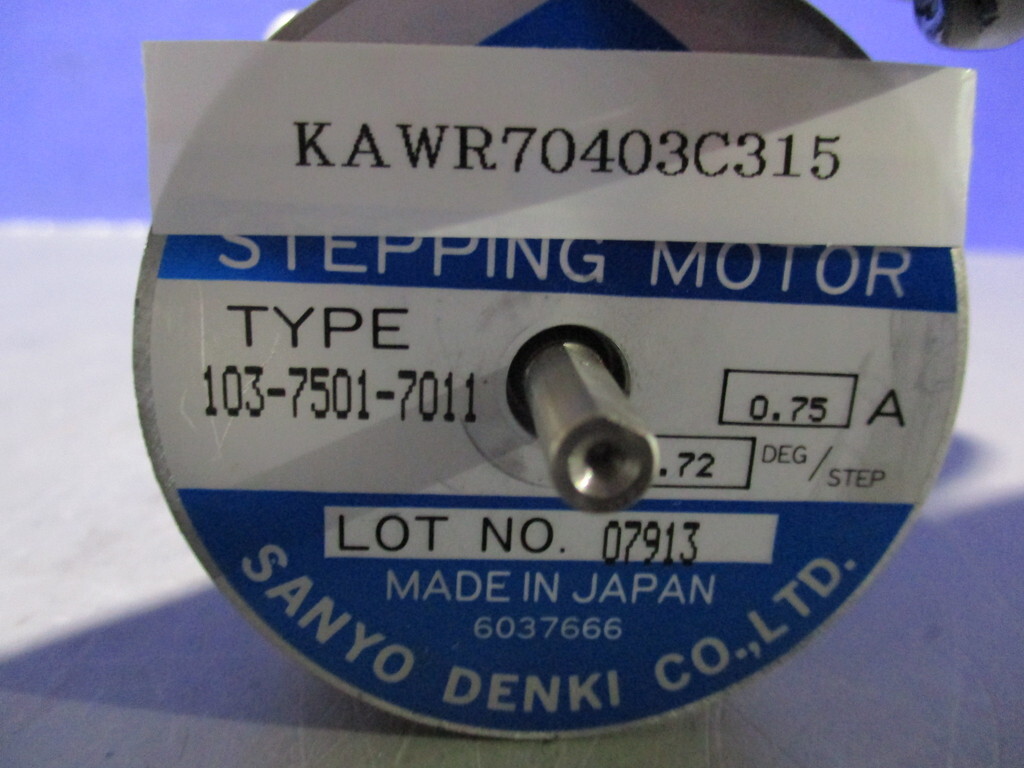 KAWR70403C315
STEPPING MOTOR
TYPE
103-7501-7011
0.75 A
.72 DEG/STEP
LOT NO. 07913
MADE IN JAPAN
6037666
SANYO DENKI CO.,LTD.